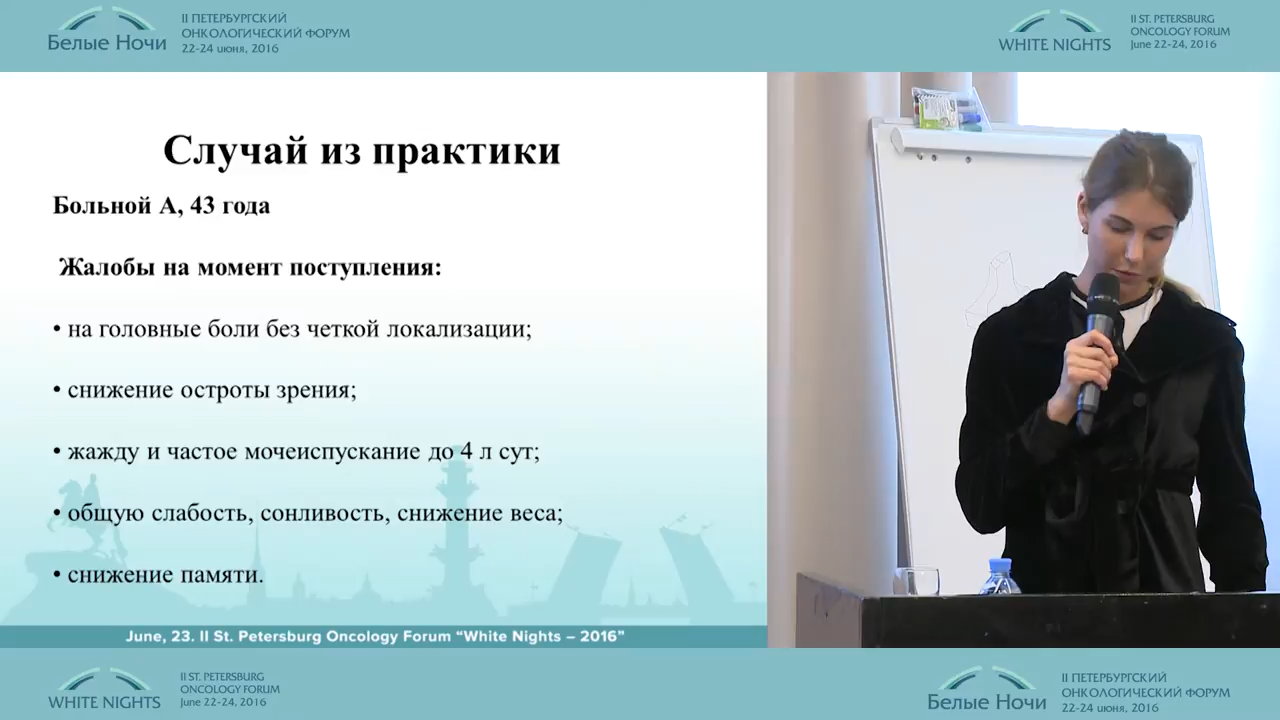 Белые Ночи
II ПЕТЕРБУРГСКИЙ
ОНКОЛОГИЧЕСКИЙ ФОРУМ
22-24 июня, 2016
WHITE NIGHTS
II ST. PETERSBURG
ONCOLOGY FORUM
June 22-24, 2016
Случай из практики
Больной А, 43 года
Жалобы на момент поступления:
• на головные боли без четкой локализации;
• снижение остроты зрения;
• жажду и частое мочеиспускание до 4 л сут;
• общую слабость, сонливость, снижение веса;
• снижение памяти.
June, 23. II St. Petersburg Oncology Forum “White Nights – 2016”
WHITE NIGHTS
II ST. PETERSBURG
ONCOLOGY FORUM
June 22-24, 2016
Белые Ночи
II ПЕТЕРБУРГСКИЙ
ОНКОЛОГИЧЕСКИЙ ФОРУМ
22-24 июня, 2016